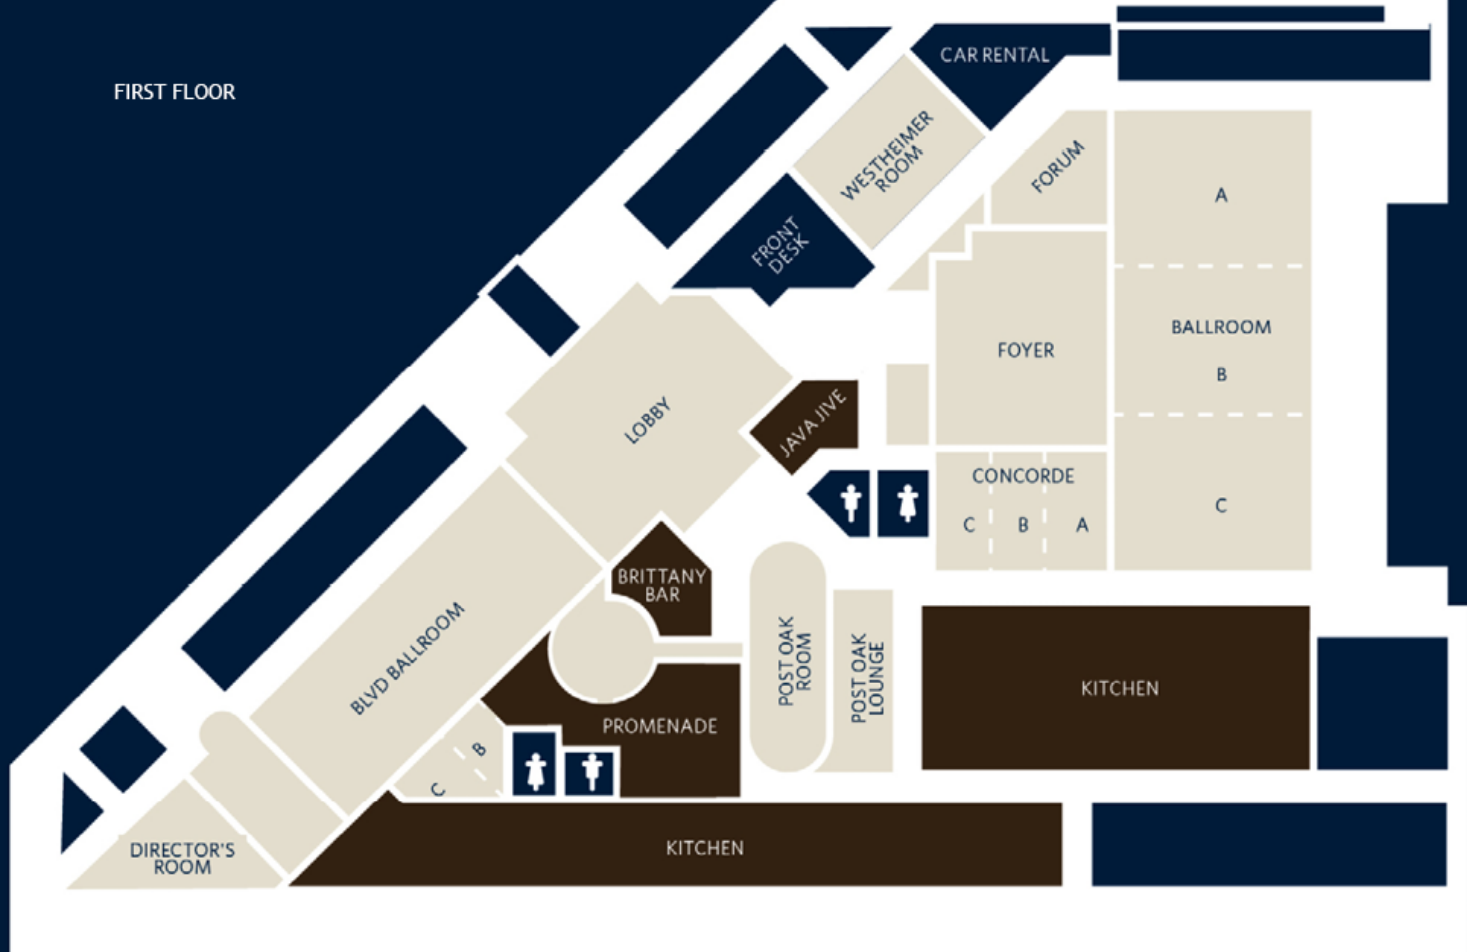 FIRST FLOOR
CAR RENTAL
WESTHEIMER
ROOM
FORUM
A
FRONT
DESK
BALLROOM
FOYER
B
LOBBY
JAVA JIVE
CONCORDE
C
B
A
C
BRITTANY
BAR
BLVD BALLROOM
POST OAK
ROOM
POST OAK
LOUNGE
KITCHEN
PROMENADE
B
C
DIRECTOR'S
ROOM
KITCHEN